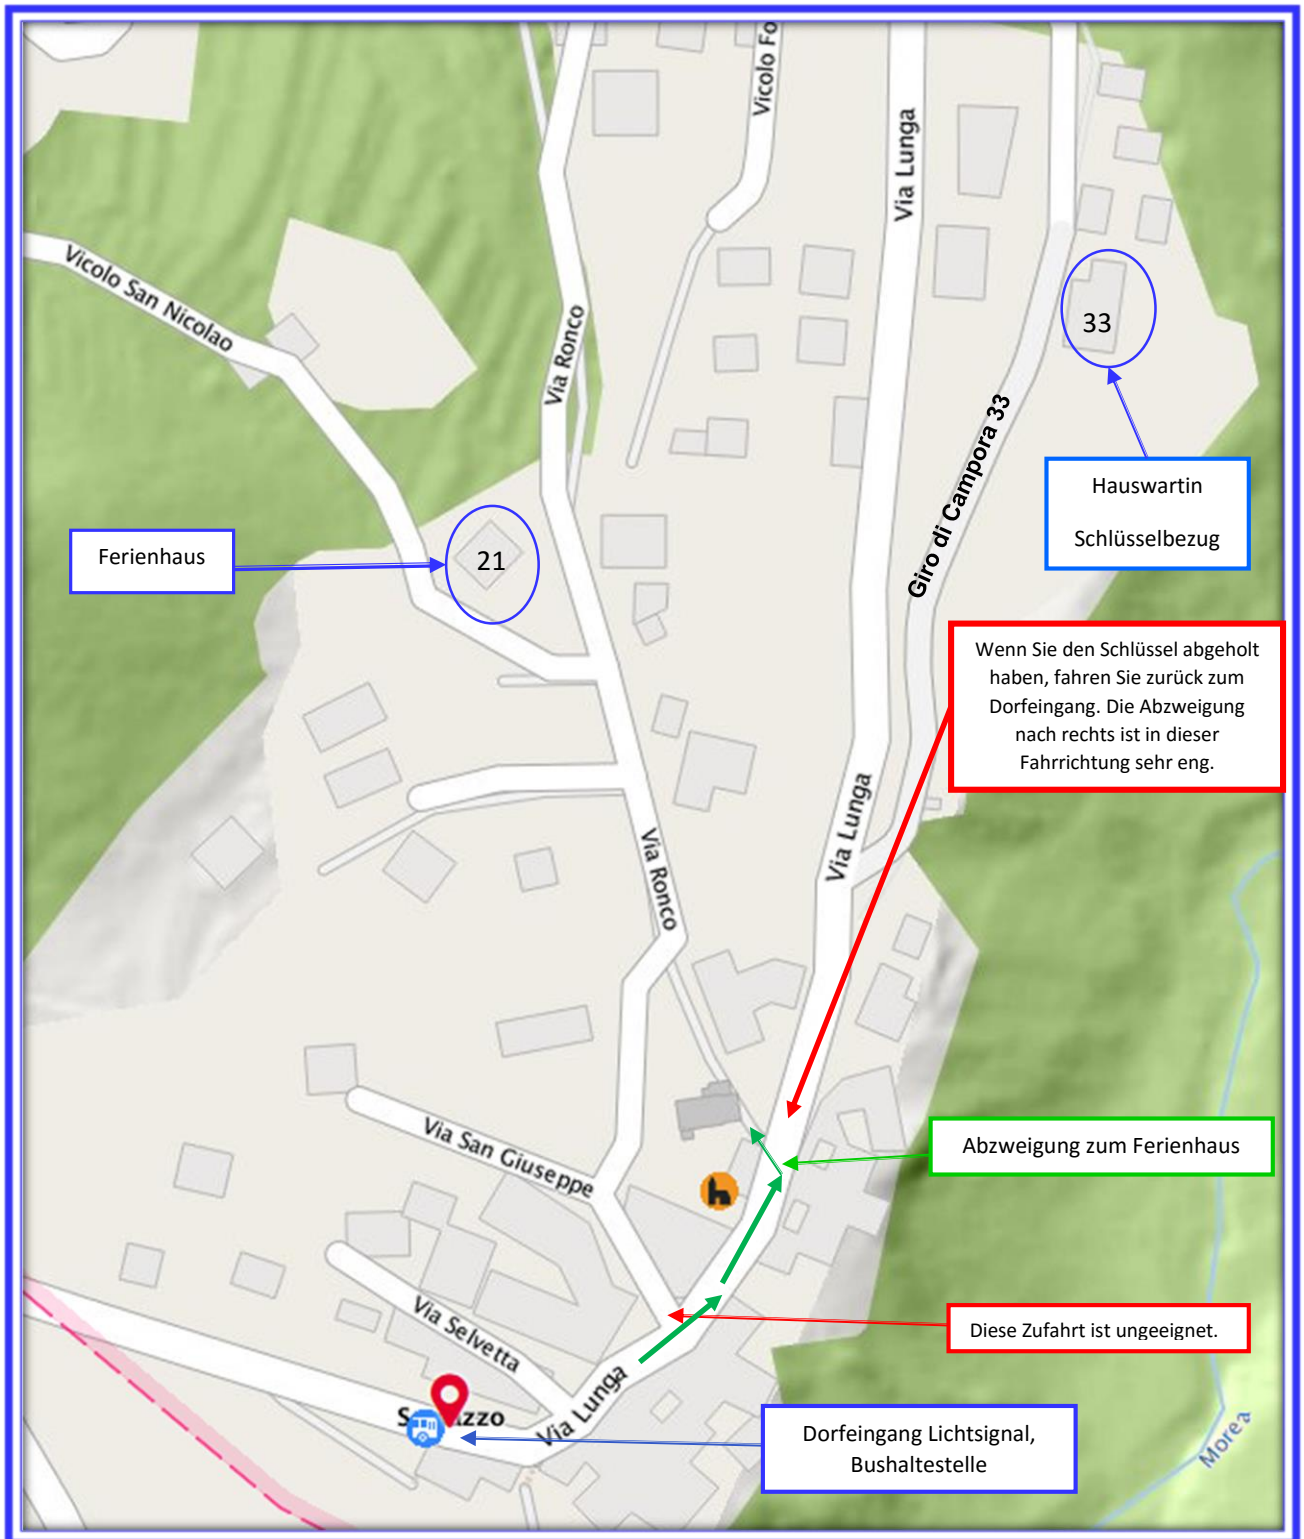 Vicolo Fo
Via Lunga
Vicolo San Nicolao
Via Ronco
33
Giro di Campora 33
Hauswartin
Schlüsselbezug
Ferienhaus
21
Wenn Sie den Schlüssel abgeholt
haben, fahren Sie zurück zum
Dorfeingang. Die Abzweigung
nach rechts ist in dieser
Fahrrichtung sehr eng.
Via Lunga
Via Ronco
Via San Giuseppe
Abzweigung zum Ferienhaus
Via Selvetta
Diese Zufahrt ist ungeeignet.
Via Lunga
Dorfeingang Lichtsignal,
Bushaltestelle
Morea